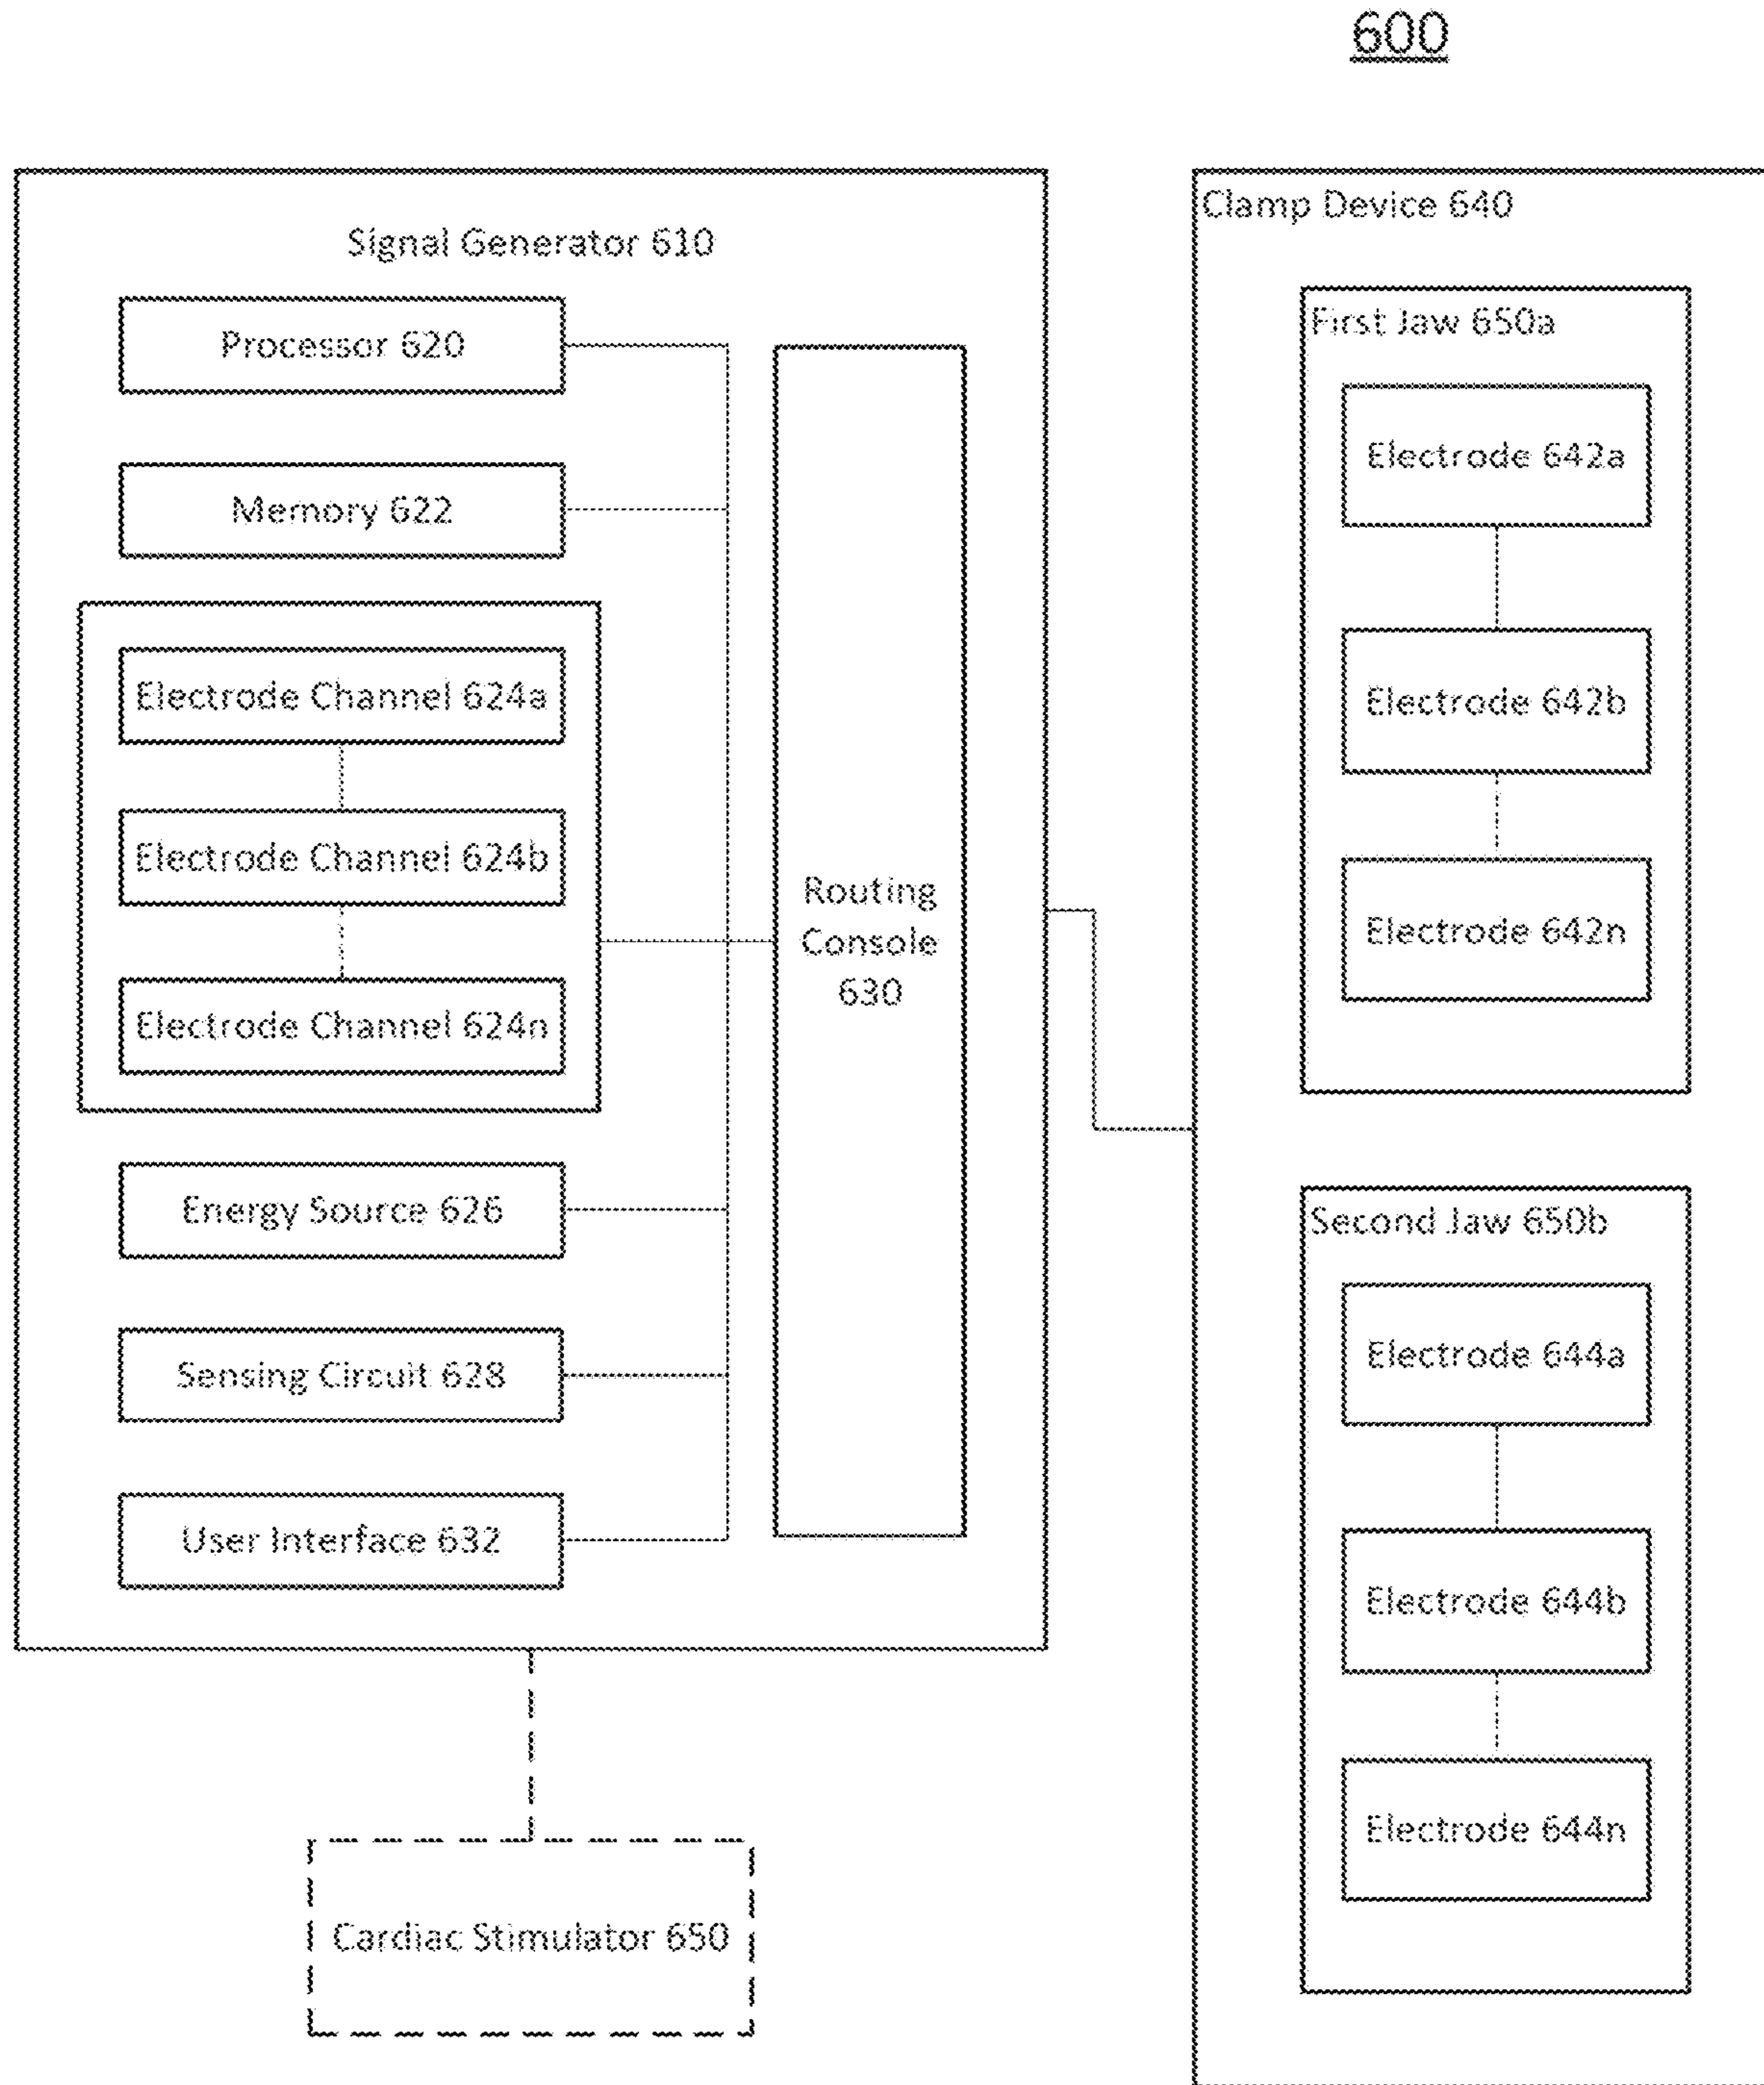 600
Signal Generator 610
Processor 620
Memory 622
Electrode Channel 624a
Electrode Channel 624b
Electrode Channel 624n
Energy Source 626
Sensing Circuit 628
User Interface 632
Routing
Console
630
Cardiac Stimulator 650
Clamp Device 640
First Jaw 650a
Electrode 642a
Electrode 642b
Electrode 642n
Second Jaw 650b
Electrode 644a
Electrode 644b
Electrode 644n